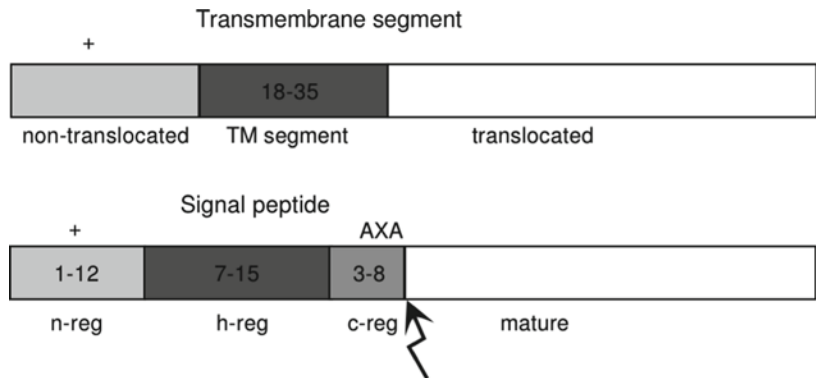 Transmembrane segment
+
18-35
non-translocated TM segment translocated
Signal peptide
+ AXA
1-12 7-15 3-8
n-reg h-reg c-reg mature